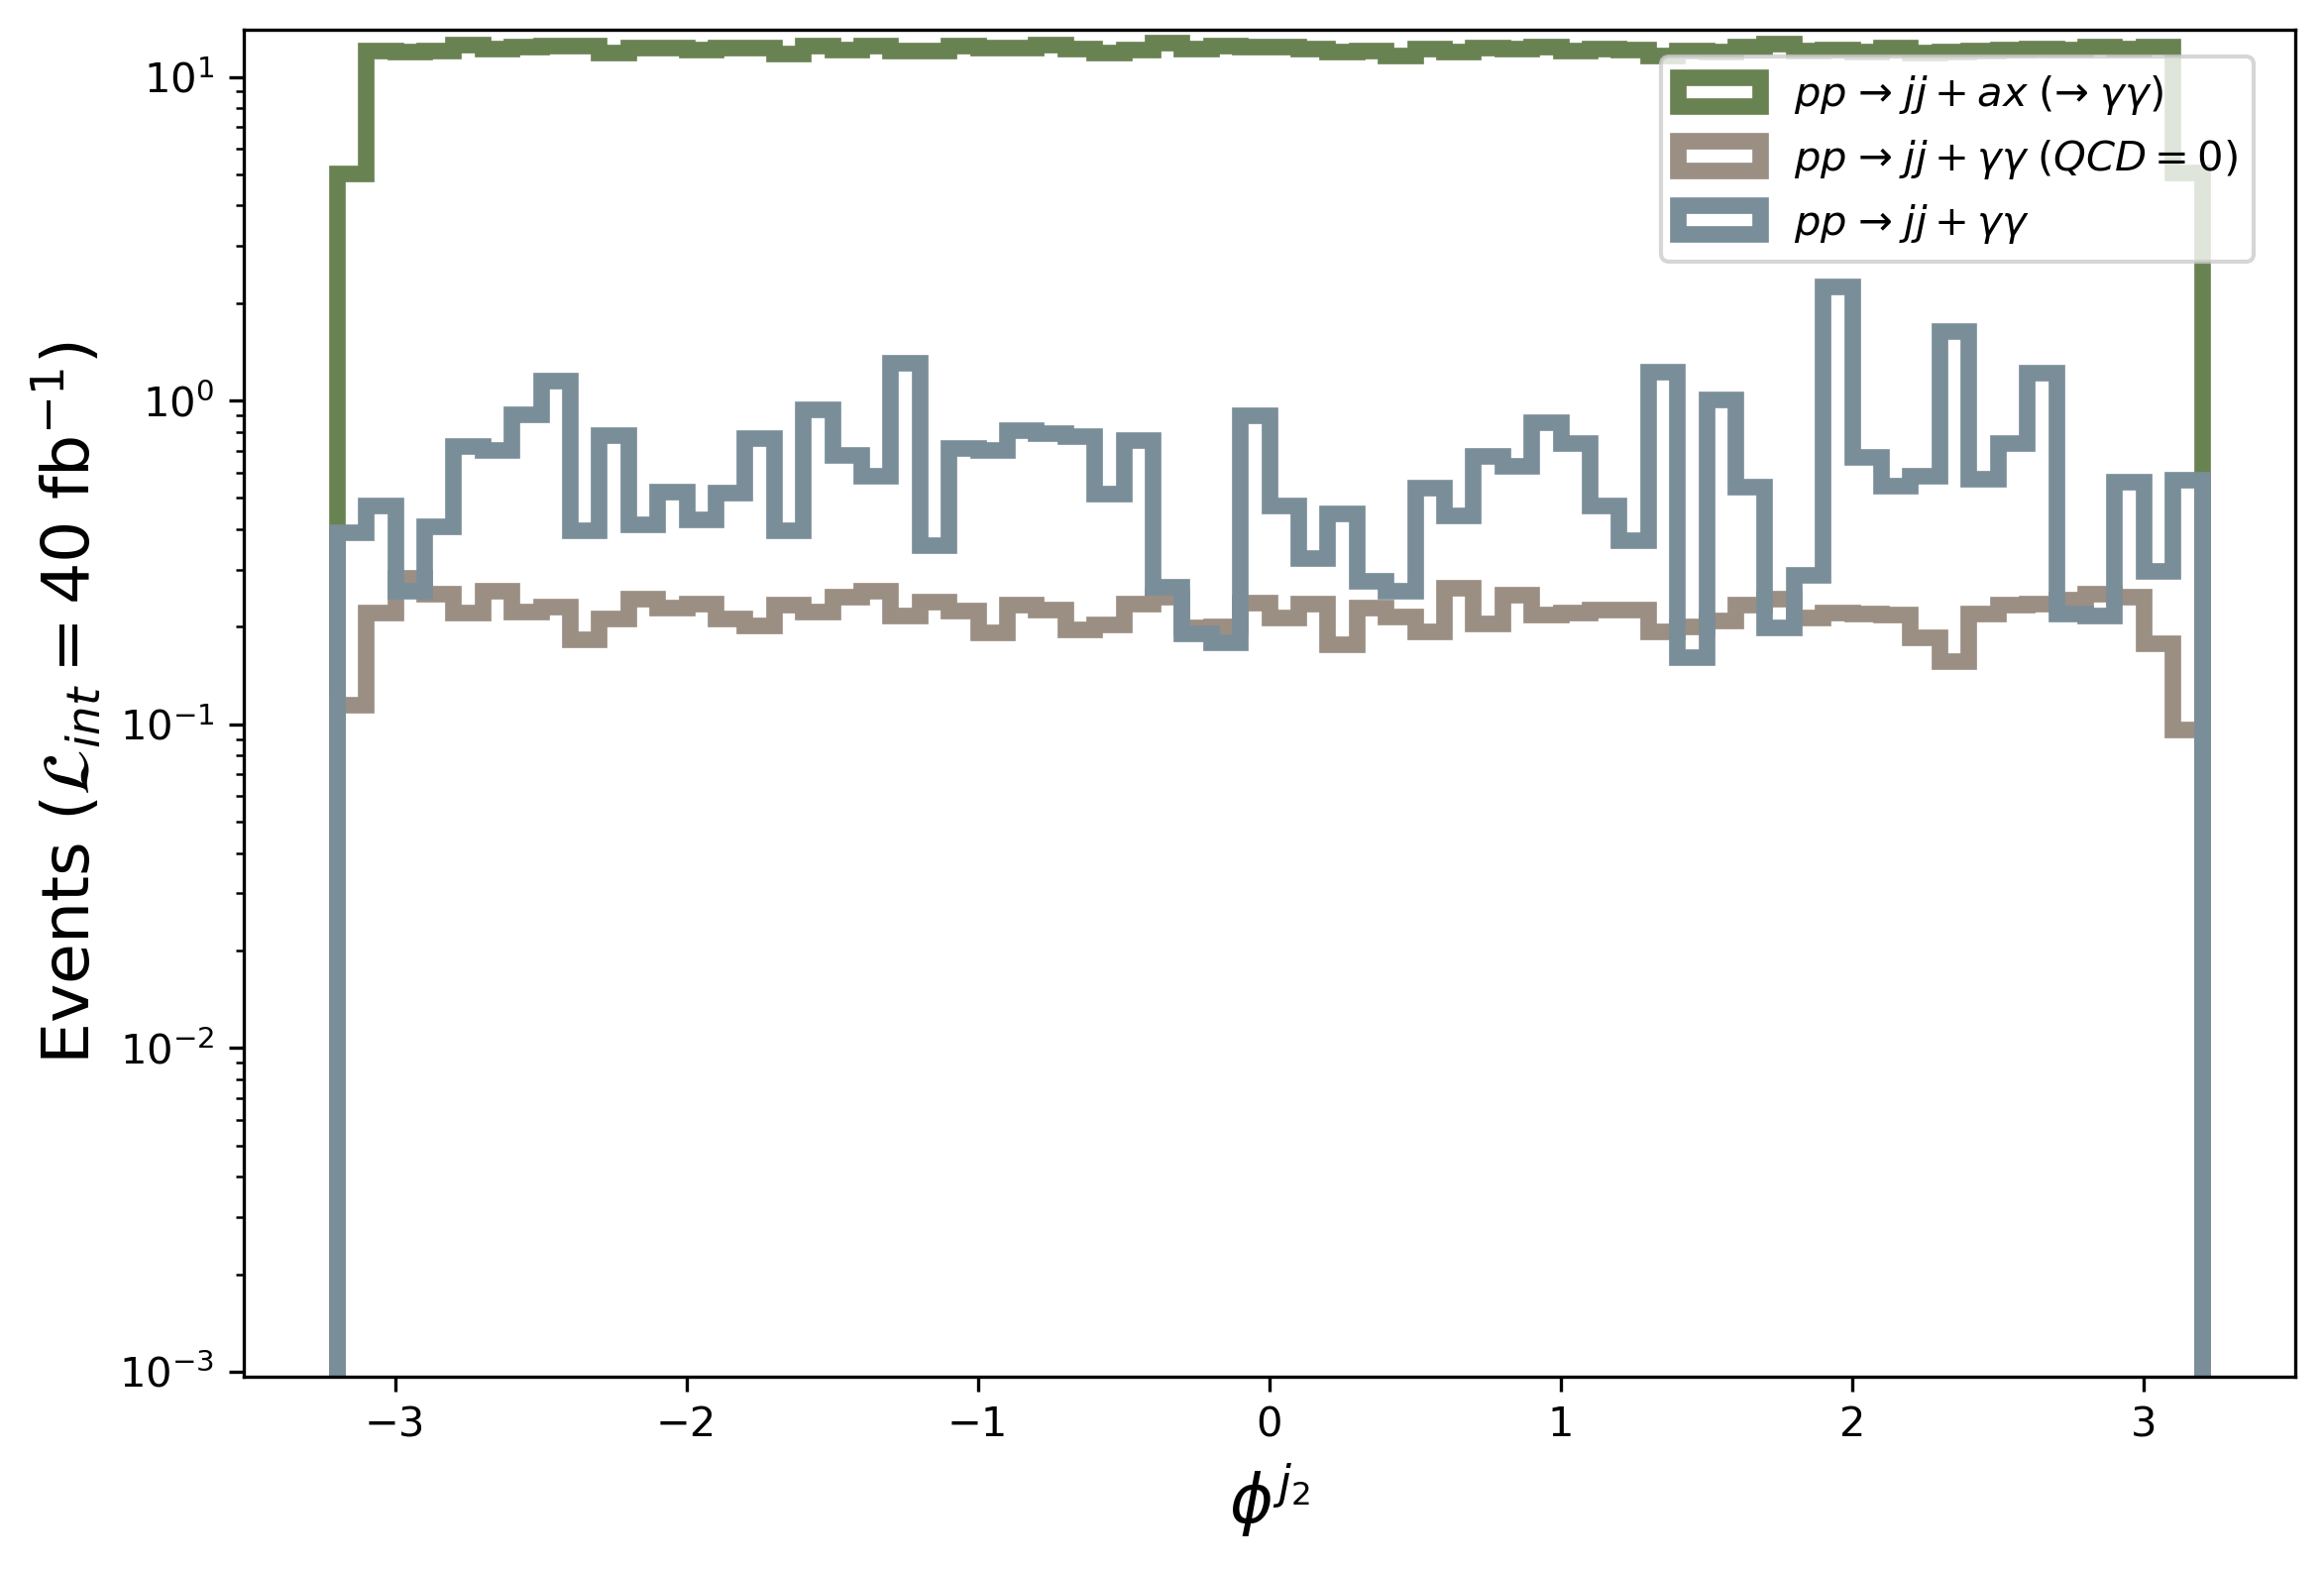 pp → jj + ax (→ γγ)
pp → jj + γγ (QCD = 0)
pp → jj + γγ
10¹
10⁰
10⁻¹
10⁻²
10⁻³
Events (ℒ_int = 40 fb⁻¹)
−3 −2 −1 0 1 2 3
ϕ^j₂